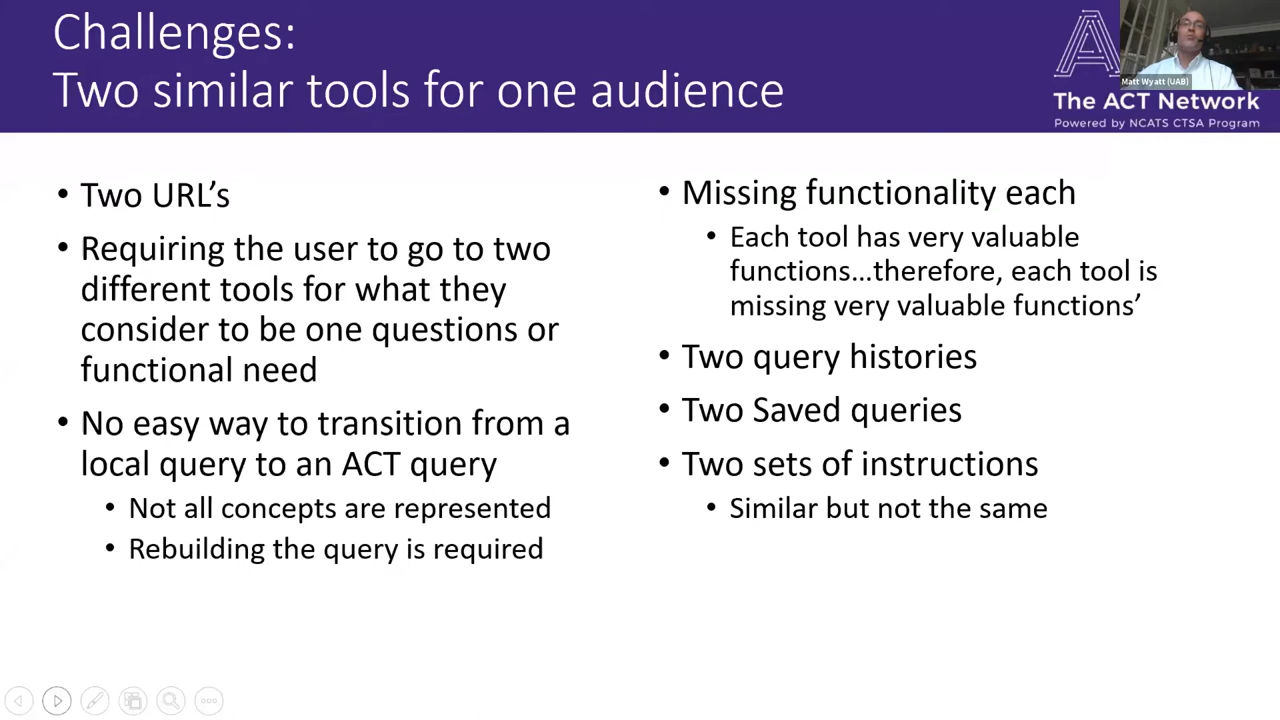 Challenges:
Two similar tools for one audience
Matt Wyatt (UAB)
The ACT Network
Powered by NCATS CTSA Program
• Two URL’s
• Requiring the user to go to two
different tools for what they
consider to be one questions or
functional need
• No easy way to transition from a
local query to an ACT query
• Not all concepts are represented
• Rebuilding the query is required
• Missing functionality each
• Each tool has very valuable
functions…therefore, each tool is
missing very valuable functions’
• Two query histories
• Two Saved queries
• Two sets of instructions
• Similar but not the same